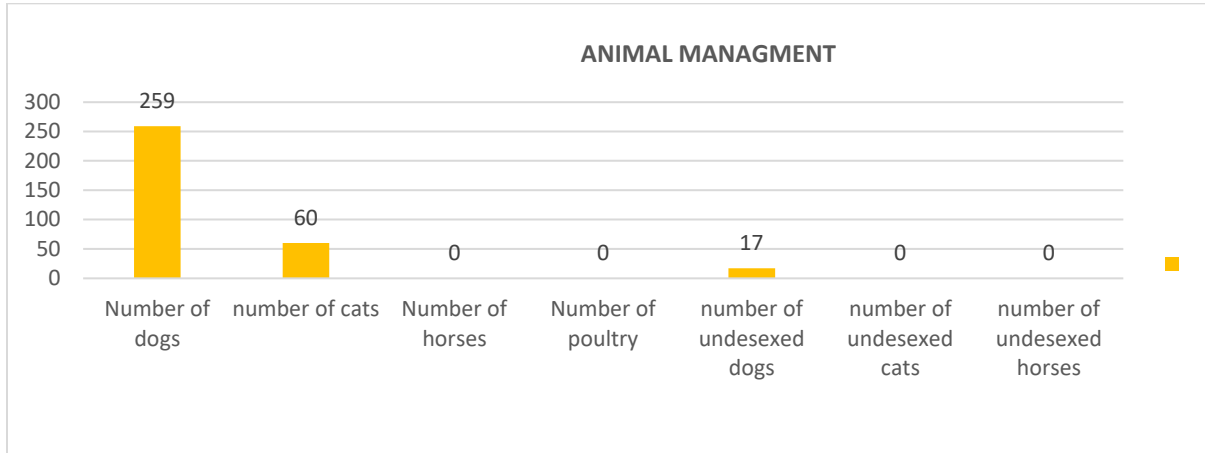 ANIMAL MANAGMENT
300
250
200
150
100
50
0
259
60
0
0
17
0
0
Number of
dogs
number of cats
Number of
horses
Number of
poultry
number of
undesexed
dogs
number of
undesexed
cats
number of
undesexed
horses